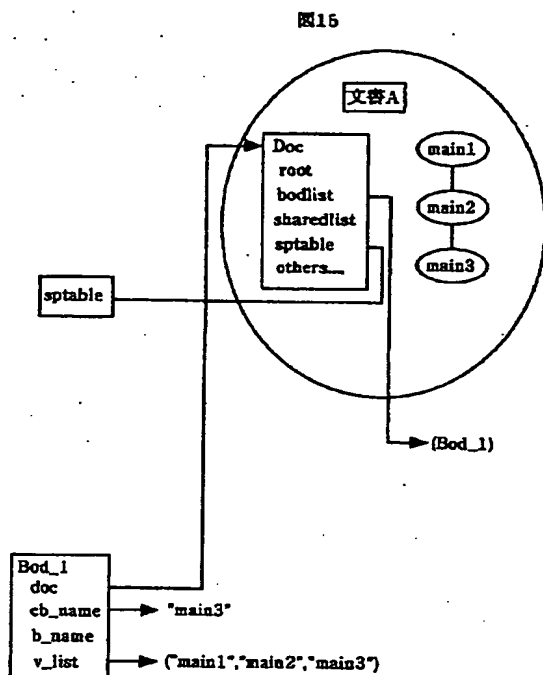 図15
文書A
Doc
root
bodlist
sharedlist
sptable
others...
main1
main2
main3
sptable
(Bod_1)
Bod_1
doc
cb_name
"main3"
b_name
v_list
("main1","main2","main3")